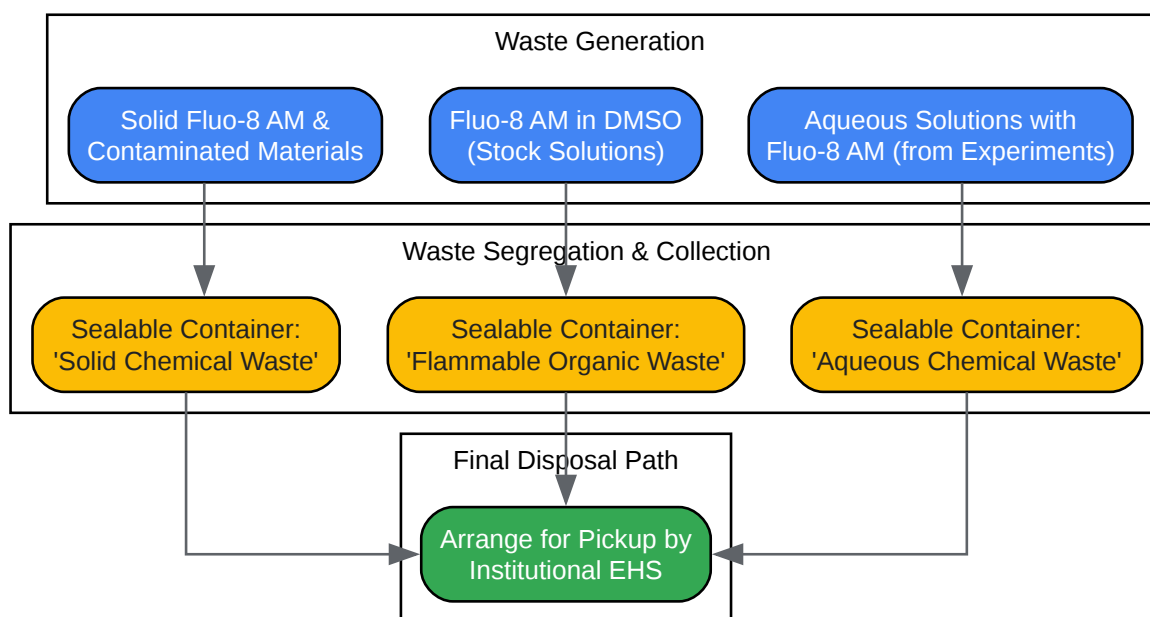 Waste Generation
Solid Fluo-8 AM &
Contaminated Materials
Fluo-8 AM in DMSO
(Stock Solutions)
Aqueous Solutions with
Fluo-8 AM (from Experiments)
Waste Segregation & Collection
Sealable Container:
'Solid Chemical Waste'
Sealable Container:
'Flammable Organic Waste'
Sealable Container:
'Aqueous Chemical Waste'
Final Disposal Path
Arrange for Pickup by
Institutional EHS